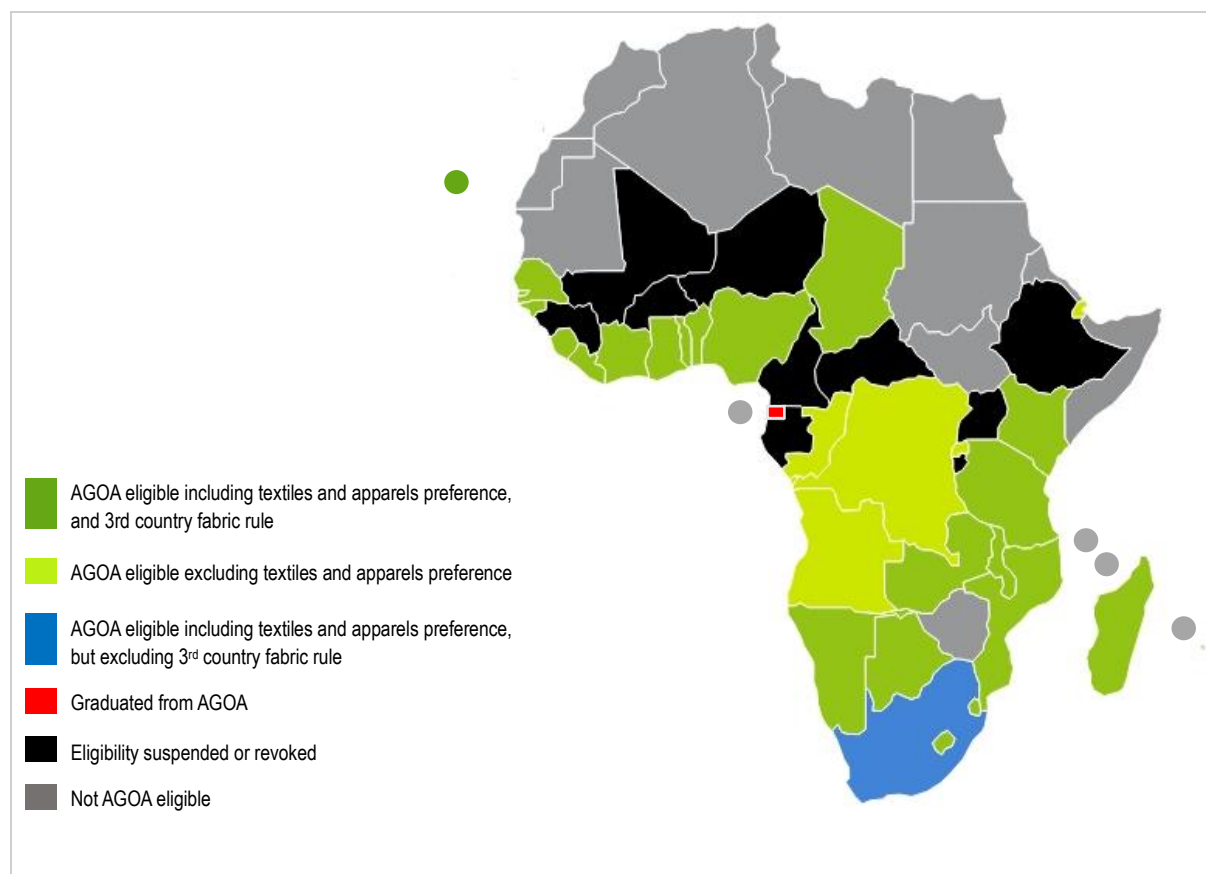 AGOA eligible including textiles and apparels preference,
and 3rd country fabric rule
AGOA eligible excluding textiles and apparels preference
AGOA eligible including textiles and apparels preference,
but excluding 3rd country fabric rule
Graduated from AGOA
Eligibility suspended or revoked
Not AGOA eligible